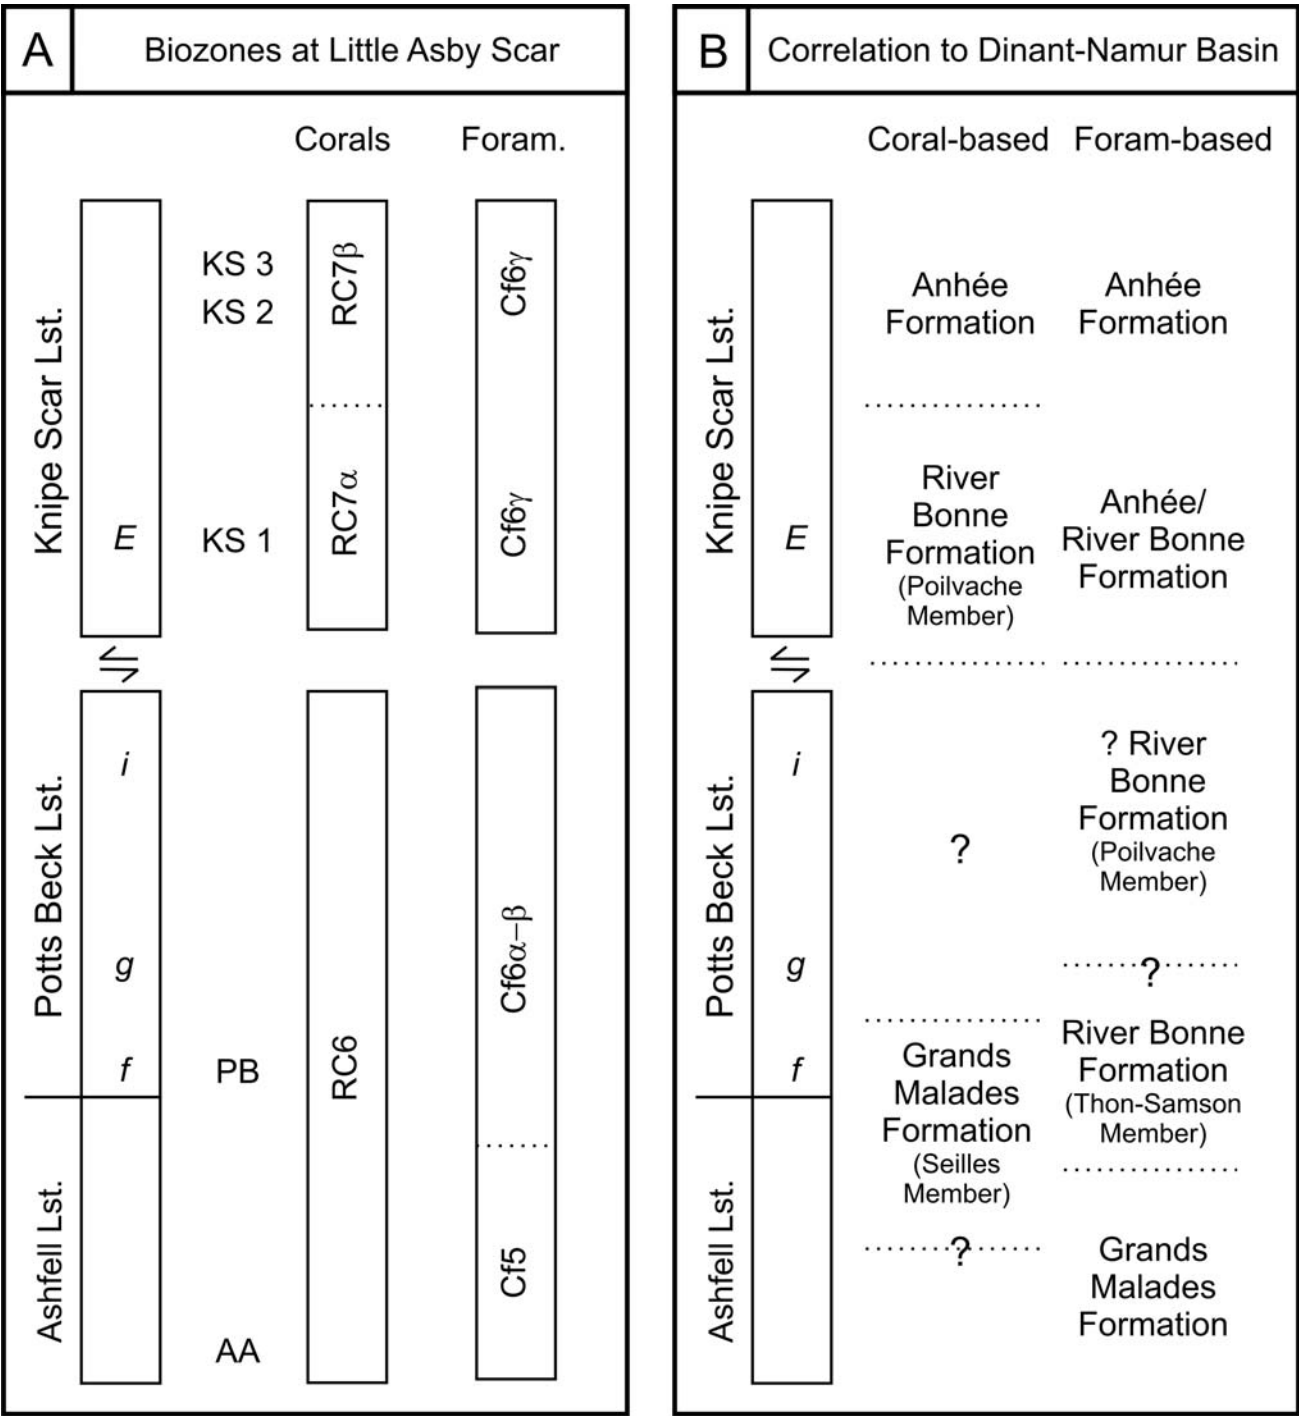 A
Biozones at Little Asby Scar
Corals
Foram.
Knipe Scar Lst.
E
KS 3
KS 2
KS 1
RC7β
RC7α
Cf6γ
Cf6γ
Potts Beck Lst.
i
g
f
PB
RC6
Cf6α–β
Ashfell Lst.
AA
Cf5
B
Correlation to Dinant-Namur Basin
Coral-based
Foram-based
Knipe Scar Lst.
E
Anhée
Formation
River
Bonne
Formation
(Poilvache
Member)
Anhée
Formation
Anhée/
River Bonne
Formation
Potts Beck Lst.
i
g
f
?
Grands
Malades
Formation
(Seilles
Member)
?
? River
Bonne
Formation
(Poilvache
Member)
?
River Bonne
Formation
(Thon-Samson
Member)
Ashfell Lst.
Grands
Malades
Formation